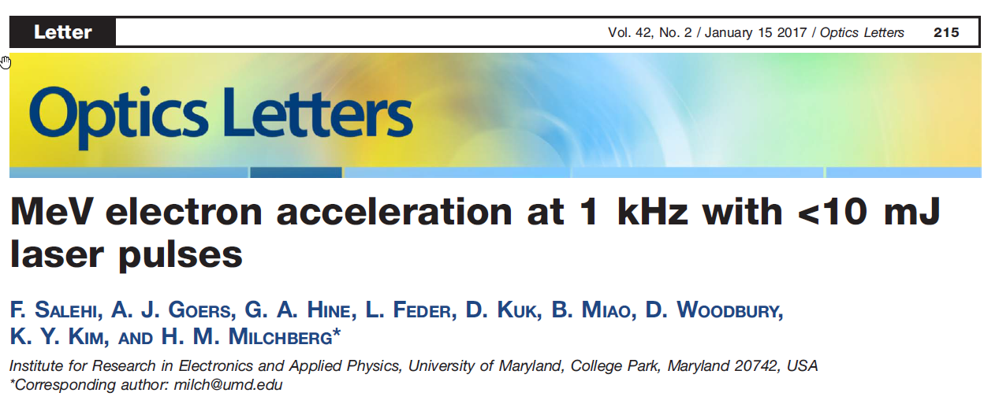 Letter
Vol. 42, No. 2 / January 15 2017 / Optics Letters 215
Optics Letters
MeV electron acceleration at 1 kHz with <10 mJ
laser pulses
F. Salehi, A. J. Goers, G. A. Hine, L. Feder, D. Kuk, B. Miao, D. Woodbury,
K. Y. Kim, and H. M. Milchberg*
Institute for Research in Electronics and Applied Physics, University of Maryland, College Park, Maryland 20742, USA
*Corresponding author: milch@umd.edu